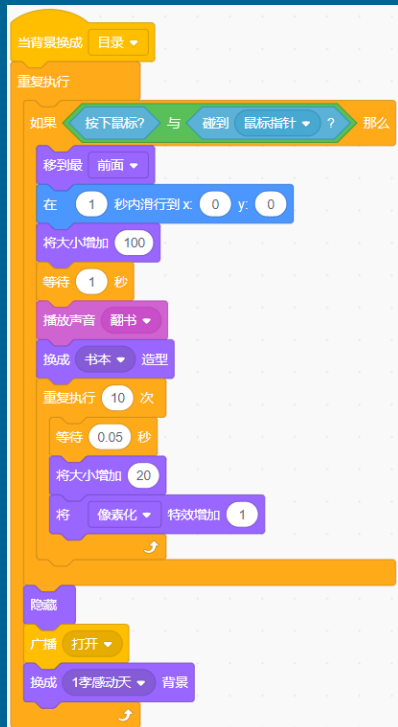 当背景换成 目录
重复执行
如果 按下鼠标? 与 碰到 鼠标指针 ? 那么
移到最 前面
在 1 秒内滑行到 x: 0 y: 0
将大小增加 100
等待 1 秒
播放声音 翻书
换成 书本 造型
重复执行 10 次
等待 0.05 秒
将大小增加 20
将 像素化 特效增加 1
隐藏
广播 打开
换成 1孝感动天 背景